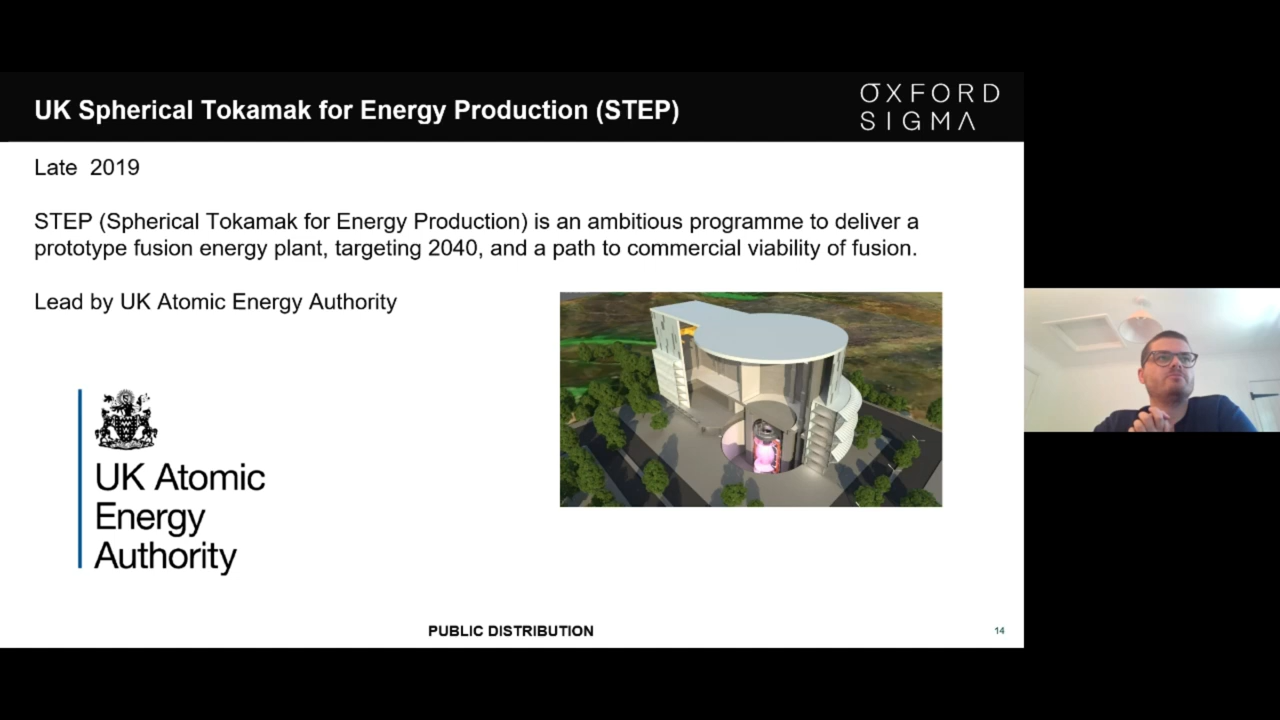 UK Spherical Tokamak for Energy Production (STEP)
OXFORD
SIGMA
Late 2019
STEP (Spherical Tokamak for Energy Production) is an ambitious programme to deliver a
prototype fusion energy plant, targeting 2040, and a path to commercial viability of fusion.
Lead by UK Atomic Energy Authority
UK Atomic
Energy
Authority
PUBLIC DISTRIBUTION
14